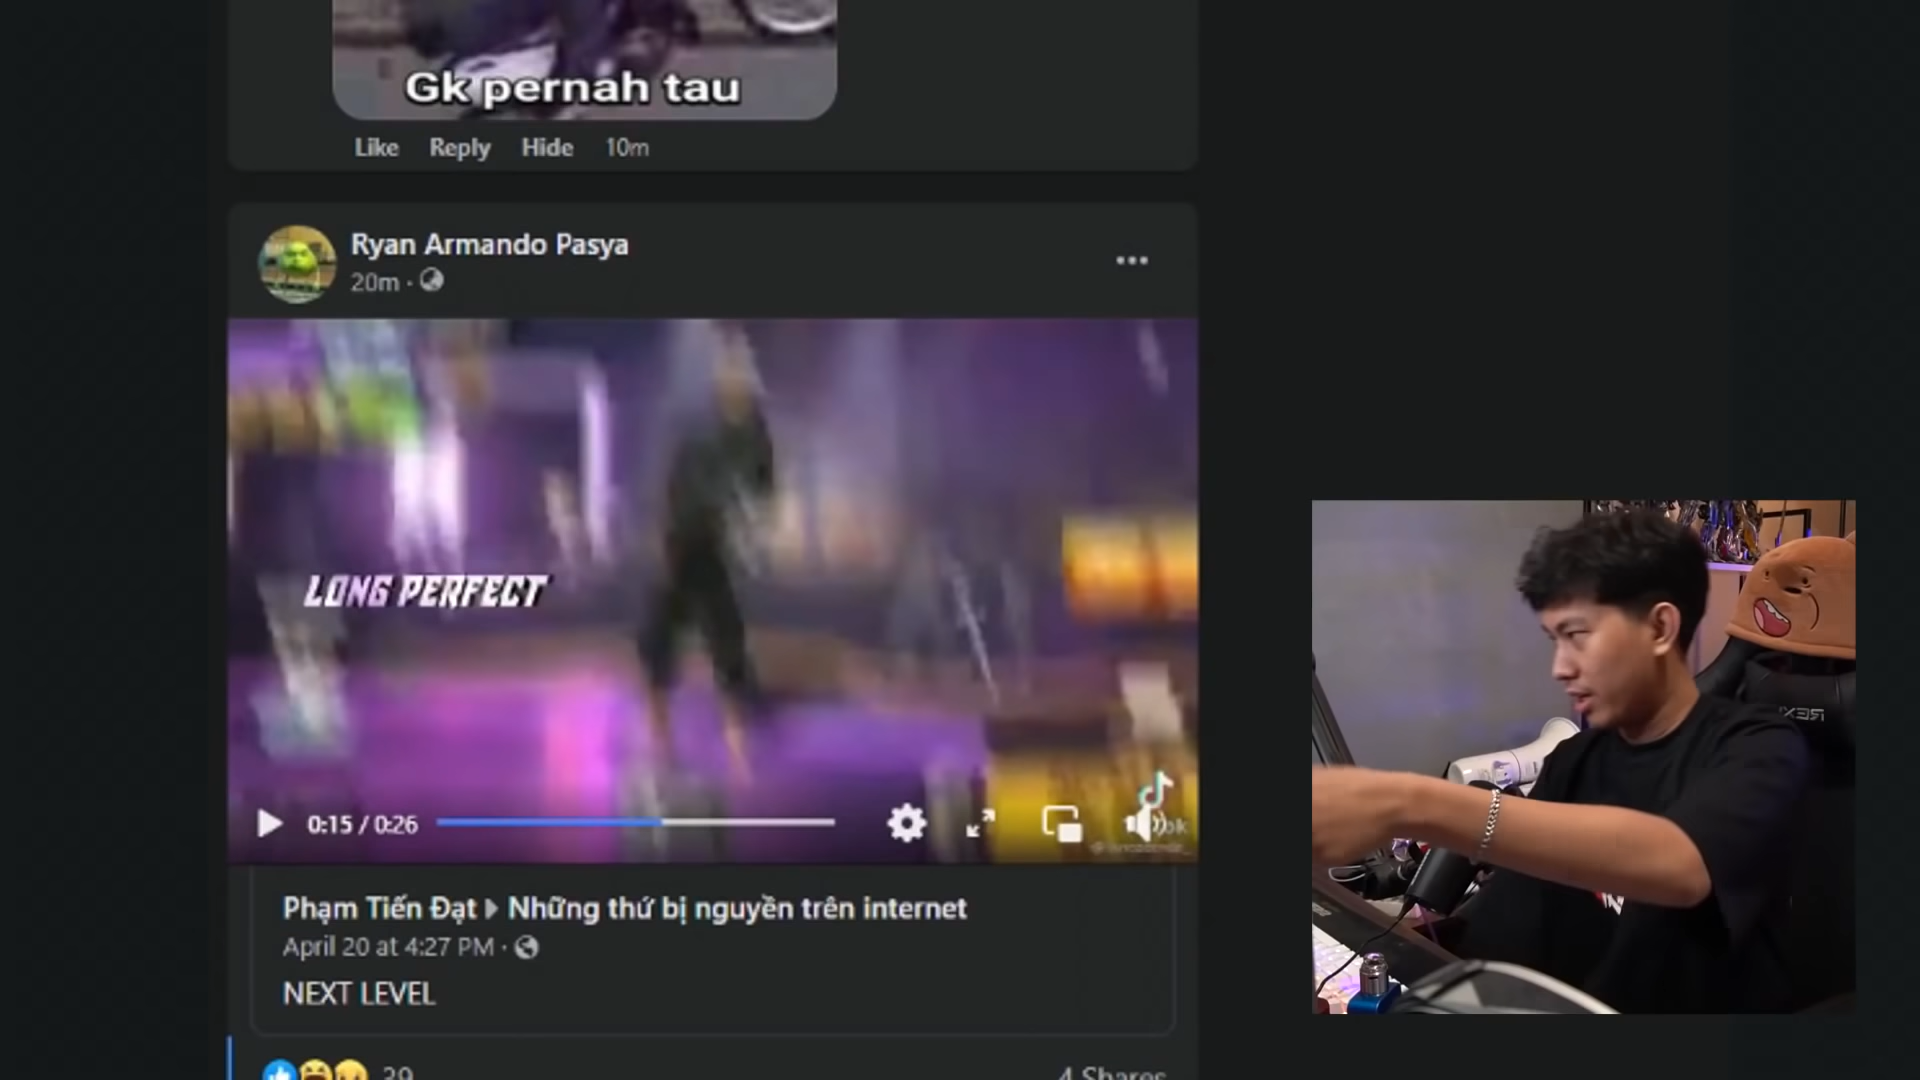 Gk pernah tau
Like Reply Hide 10m
Ryan Armando Pasya
20m ·
LONG PERFECT
0:15 / 0:26
Phạm Tiến Đạt Những thứ bị nguyền trên internet
April 20 at 4:27 PM ·
NEXT LEVEL
39 4 Shares